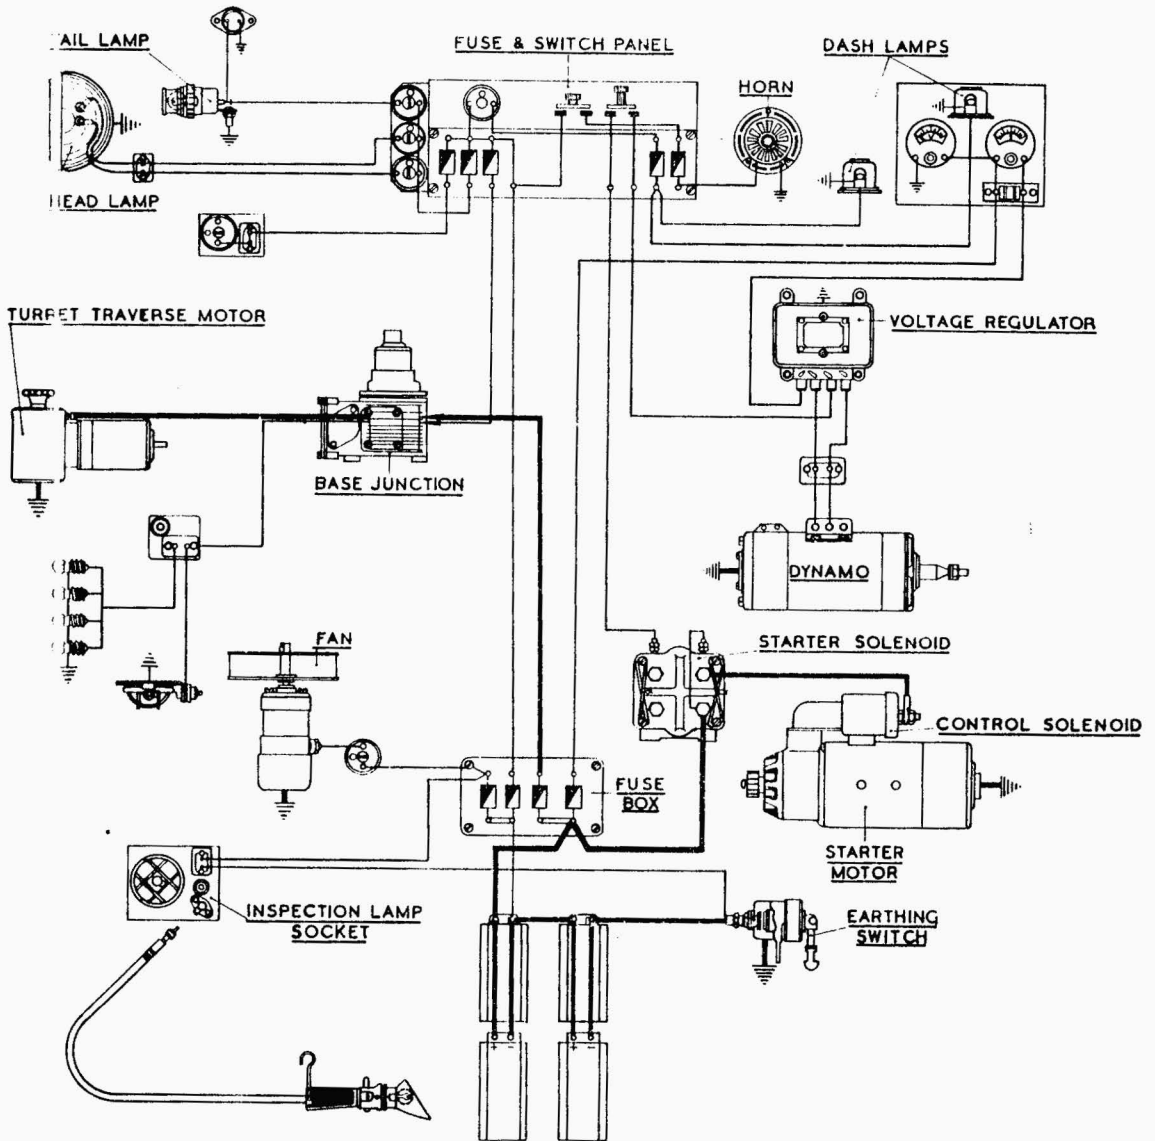 AIL LAMP
FUSE & SWITCH PANEL
DASH LAMPS
HORN
HEAD LAMP
TURRET TRAVERSE MOTOR
VOLTAGE REGULATOR
BASE JUNCTION
DYNAMO
FAN
STARTER SOLENOID
CONTROL SOLENOID
FUSE
BOX
STARTER
MOTOR
INSPECTION LAMP
SOCKET
EARTHING
SWITCH
+ − + −